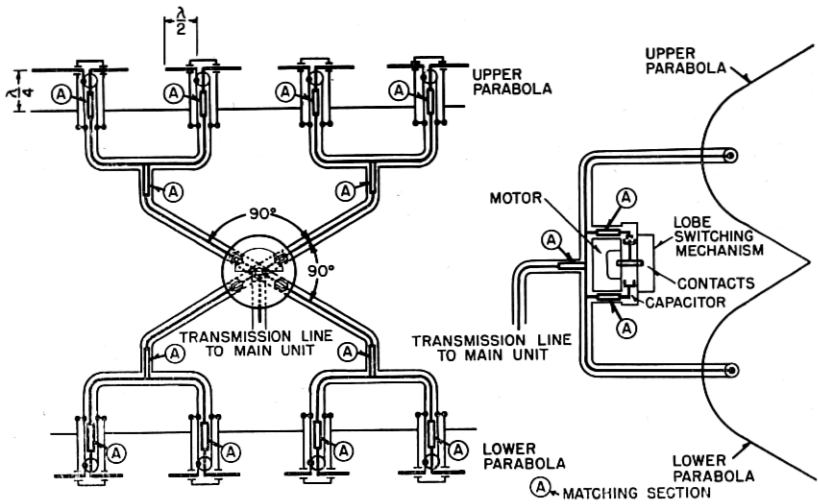 λ/2
λ/4
A
A
A
A
UPPER
PARABOLA
A
A
90°
90°
TRANSMISSION LINE
TO MAIN UNIT
A
A
A
A
A
A
LOWER
PARABOLA
UPPER
PARABOLA
MOTOR
A
LOBE
SWITCHING
MECHANISM
A
CONTACTS
CAPACITOR
A
TRANSMISSION LINE
TO MAIN UNIT
LOWER
PARABOLA
A MATCHING SECTION